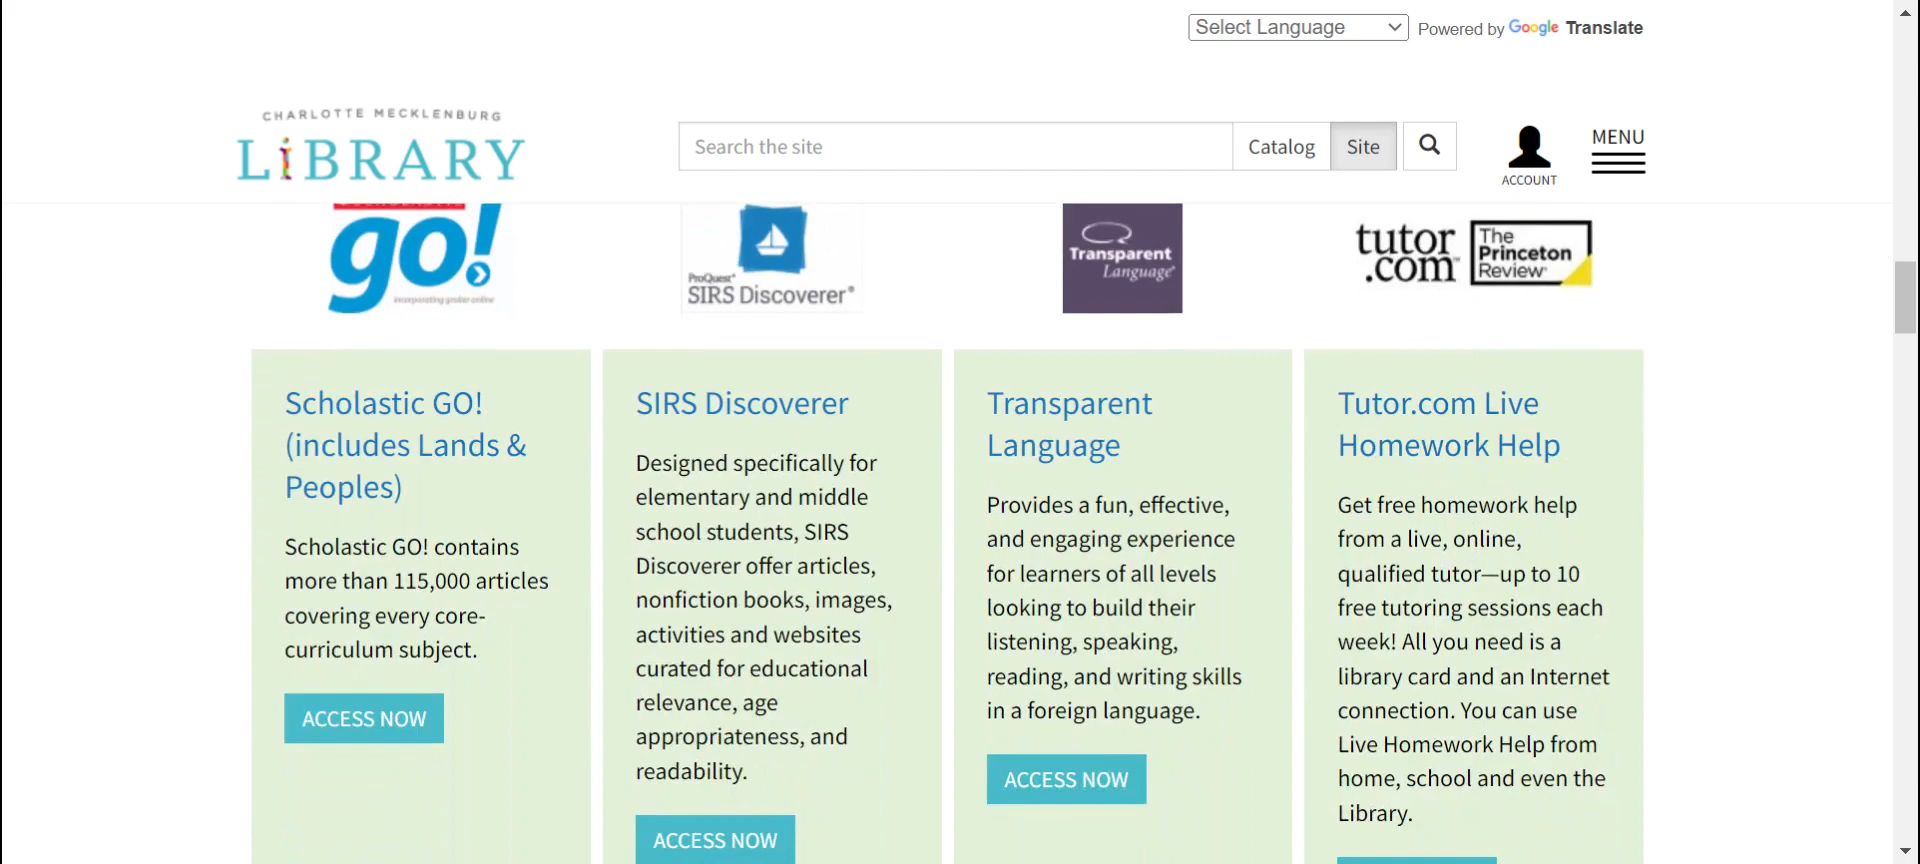 Select Language
Powered by Google Translate
CHARLOTTE MECKLENBURG
LiBRARY
Search the site
Catalog
Site
ACCOUNT
MENU
go!
incorporating grolier online
ProQuest®
SIRS Discoverer®
Transparent
Language®
tutor
.com™
The
Princeton
Review®
Scholastic GO!
(includes Lands &
Peoples)
Scholastic GO! contains
more than 115,000 articles
covering every core-
curriculum subject.
ACCESS NOW
SIRS Discoverer
Designed specifically for
elementary and middle
school students, SIRS
Discoverer offer articles,
nonfiction books, images,
activities and websites
curated for educational
relevance, age
appropriateness, and
readability.
ACCESS NOW
Transparent
Language
Provides a fun, effective,
and engaging experience
for learners of all levels
looking to build their
listening, speaking,
reading, and writing skills
in a foreign language.
ACCESS NOW
Tutor.com Live
Homework Help
Get free homework help
from a live, online,
qualified tutor—up to 10
free tutoring sessions each
week! All you need is a
library card and an Internet
connection. You can use
Live Homework Help from
home, school and even the
Library.